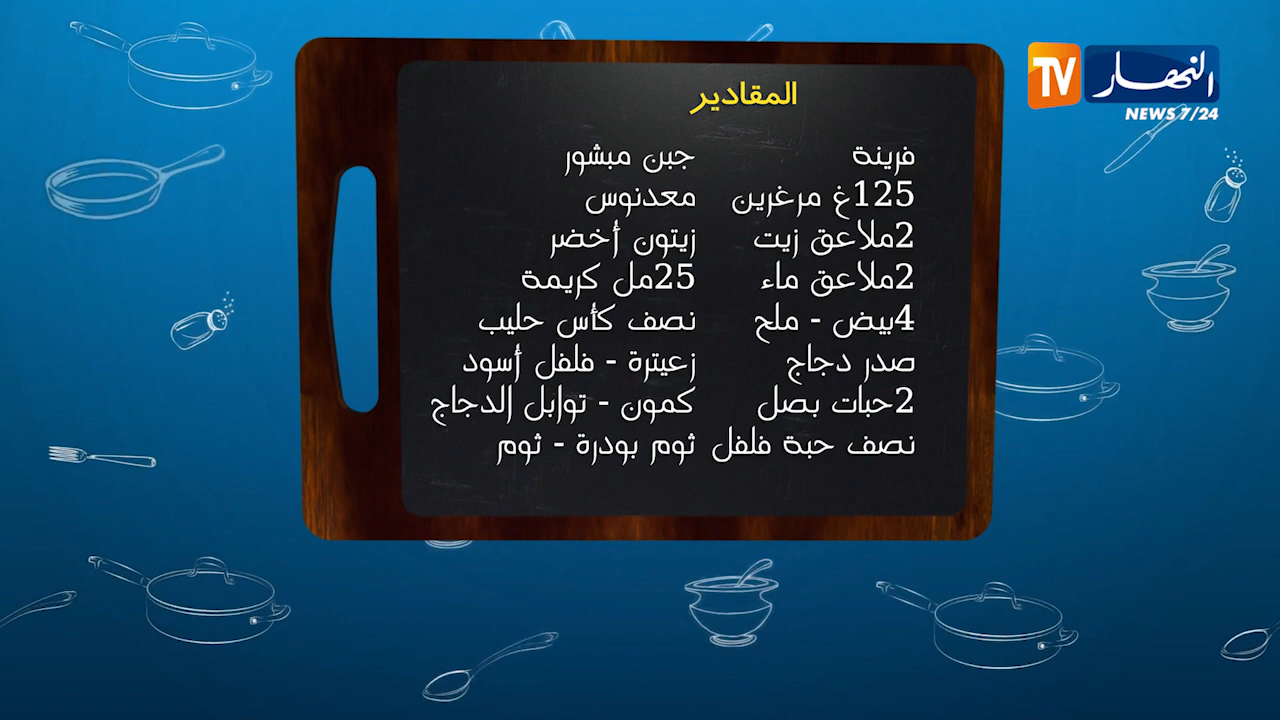 المقادير
فرينة
125غ مرغرين
2ملاعق زيت
2ملاعق ماء
4بيض - ملح
صدر دجاج
2حبات بصل
نصف حبة فلفل
جبن مبشور
معدنوس
زيتون أخضر
25مل كريمة
نصف كأس حليب
زعيترة - فلفل أسود
كمون - توابل الدجاج
ثوم بودرة - ثوم
النهار TV
NEWS 7/24